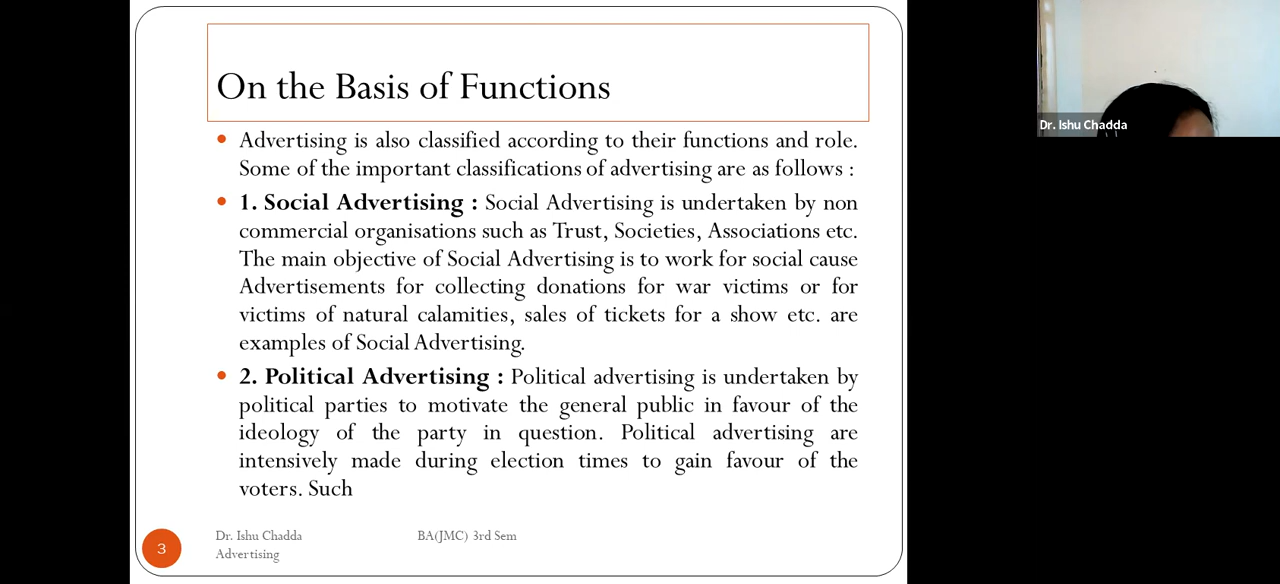 On the Basis of Functions
Advertising is also classified according to their functions and role.
Some of the important classifications of advertising are as follows :
1. Social Advertising : Social Advertising is undertaken by non
commercial organisations such as Trust, Societies, Associations etc.
The main objective of Social Advertising is to work for social cause
Advertisements for collecting donations for war victims or for
victims of natural calamities, sales of tickets for a show etc. are
examples of Social Advertising.
2. Political Advertising : Political advertising is undertaken by
political parties to motivate the general public in favour of the
ideology of the party in question. Political advertising are
intensively made during election times to gain favour of the
voters. Such
3
Dr. Ishu Chadda
Advertising
BA(JMC) 3rd Sem
Dr. Ishu Chadda